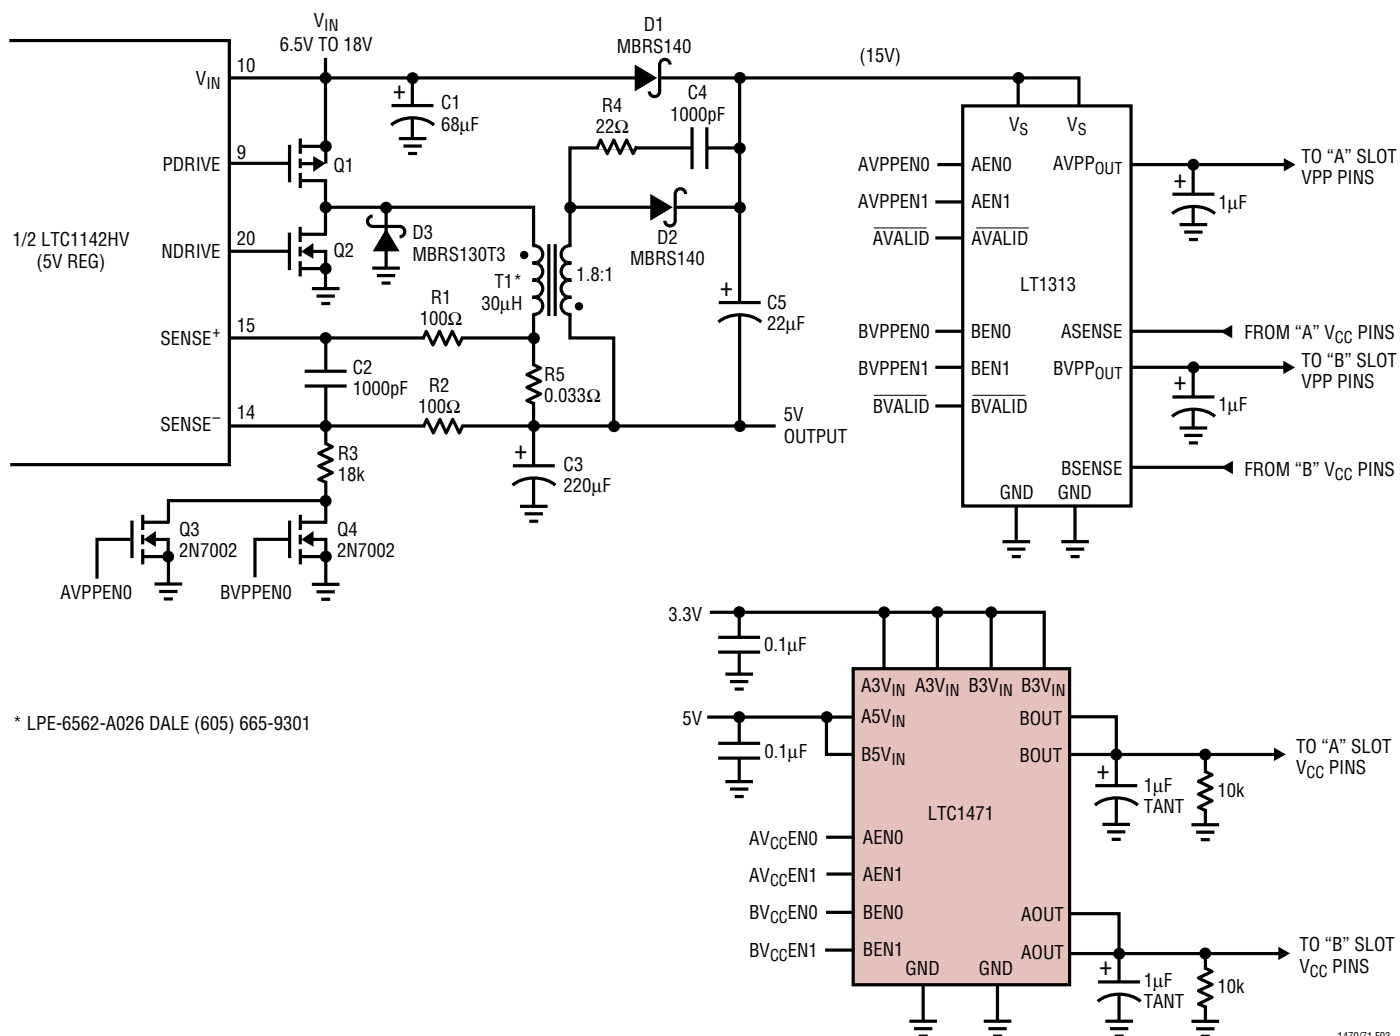 V_IN
6.5V TO 18V
D1
MBRS140
(15V)
V_IN
10
+
C1
68µF
R4
22Ω
C4
1000pF
V_S
V_S
PDRIVE
9
Q1
AVPPEN0
AEN0
AVPP_OUT
TO “A” SLOT
VPP PINS
+
1µF
AVPPEN1
AEN1
1/2 LTC1142HV
(5V REG)
NDRIVE
20
Q2
D3
MBRS130T3
D2
MBRS140
AVALID
AVALID
T1*
30µH
1.8:1
LT1313
+
C5
22µF
SENSE+
15
R1
100Ω
BVPPEN0
BEN0
ASENSE
FROM “A” V_CC PINS
C2
1000pF
R5
0.033Ω
BVPPEN1
BEN1
BVPP_OUT
TO “B” SLOT
VPP PINS
+
1µF
R2
100Ω
BVALID
BVALID
SENSE–
14
5V
OUTPUT
R3
18k
+
C3
220µF
BSENSE
FROM “B” V_CC PINS
GND
GND
Q3
2N7002
Q4
2N7002
AVPPEN0
BVPPEN0
3.3V
0.1µF
A3V_IN
A3V_IN
B3V_IN
B3V_IN
* LPE-6562-A026 DALE (605) 665-9301
5V
A5V_IN
BOUT
0.1µF
B5V_IN
BOUT
TO “A” SLOT
V_CC PINS
+
1µF
TANT
10k
LTC1471
AV_CCEN0
AEN0
AV_CCEN1
AEN1
BV_CCEN0
BEN0
AOUT
BV_CCEN1
BEN1
AOUT
TO “B” SLOT
V_CC PINS
GND
GND
+
1µF
TANT
10k